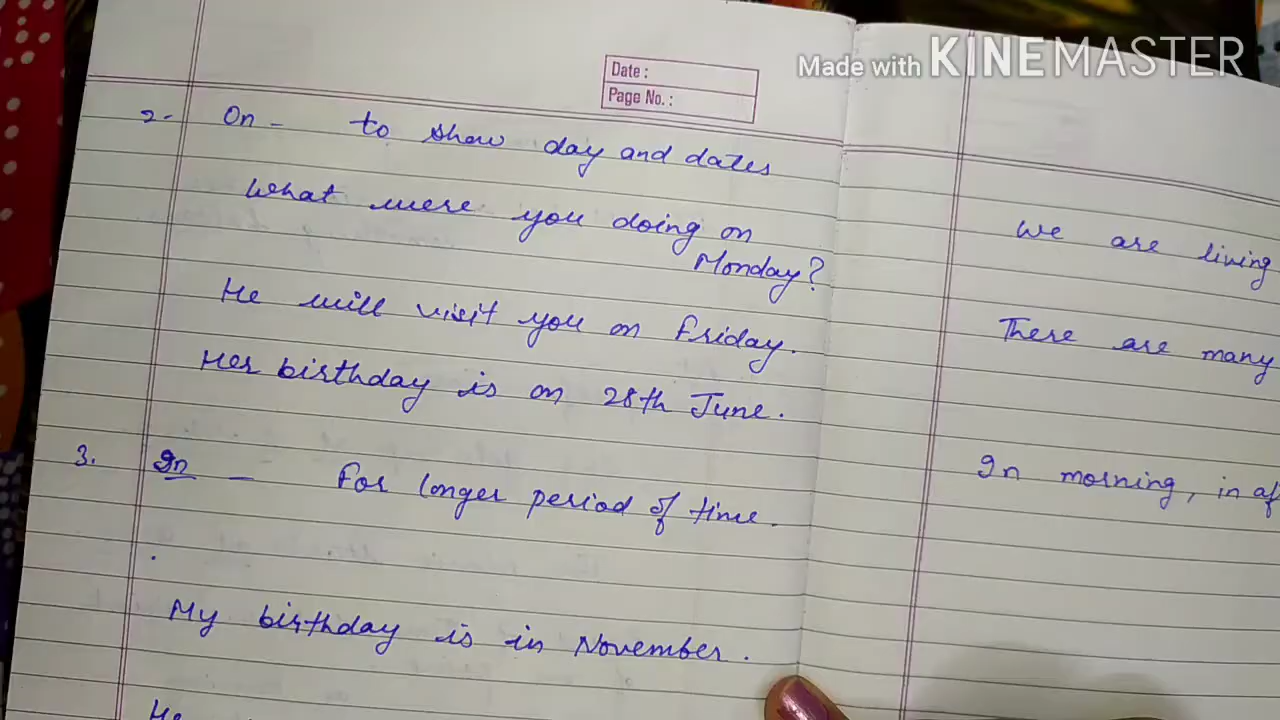 Made with KINEMASTER
Date :
Page No. :
2- On - to show day and dates
What were you doing on
Monday?
He will visit you on Friday.
Her birthday is on 28th June.
3. In - For longer period of time.
My birthday is in November.
He
We are living
There are many
In morning, in af